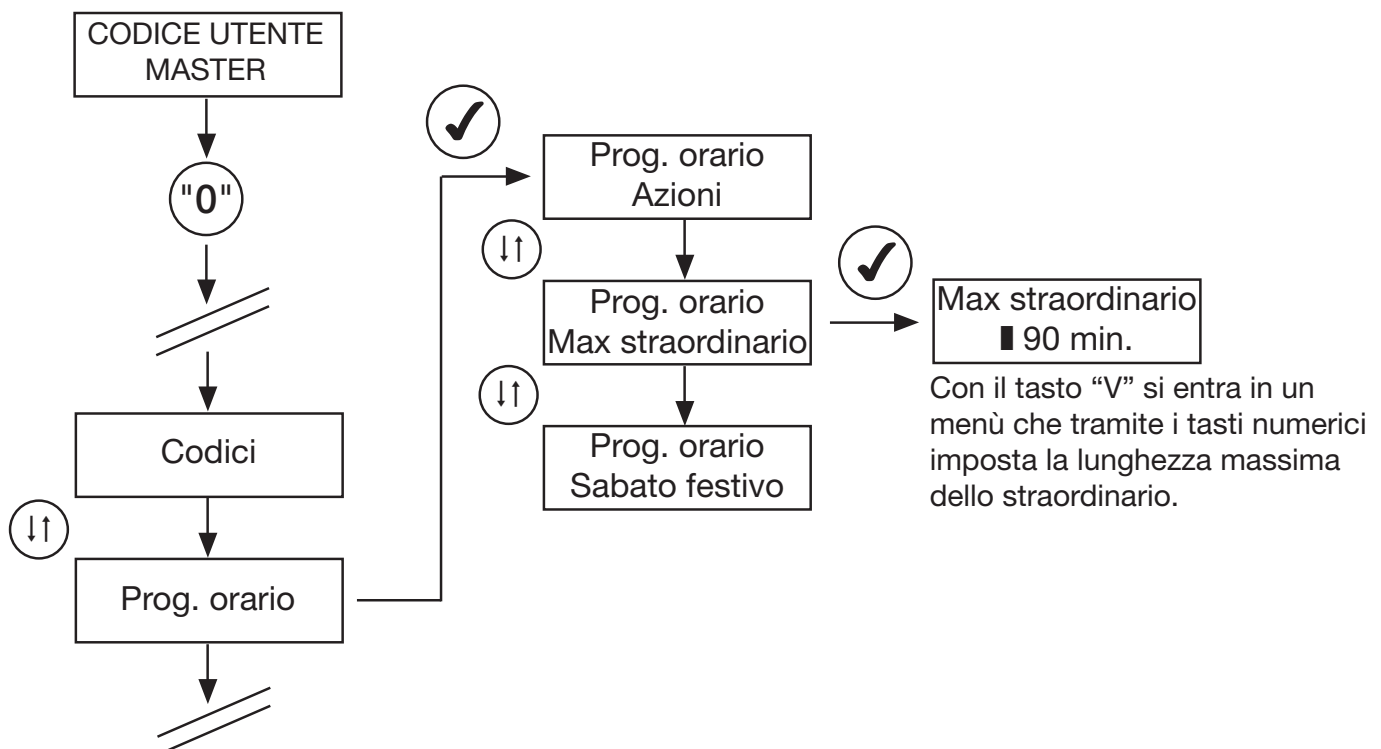 CODICE UTENTE
MASTER
"0"
Codici
Prog. orario
Prog. orario
Azioni
Prog. orario
Max straordinario
Prog. orario
Sabato festivo
Max straordinario
90 min.
Con il tasto “V” si entra in un
menù che tramite i tasti numerici
imposta la lunghezza massima
dello straordinario.